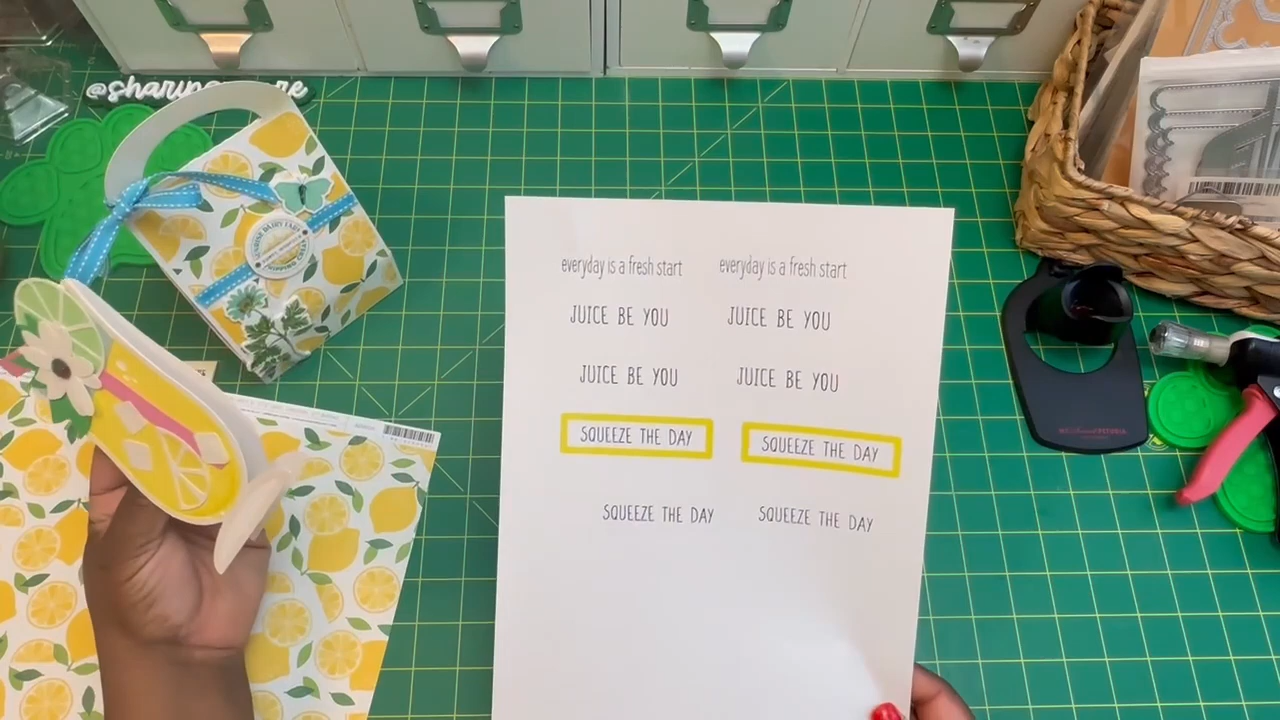 everyday is a fresh start everyday is a fresh start
JUICE BE YOU JUICE BE YOU
JUICE BE YOU JUICE BE YOU
SQUEEZE THE DAY SQUEEZE THE DAY
SQUEEZE THE DAY SQUEEZE THE DAY